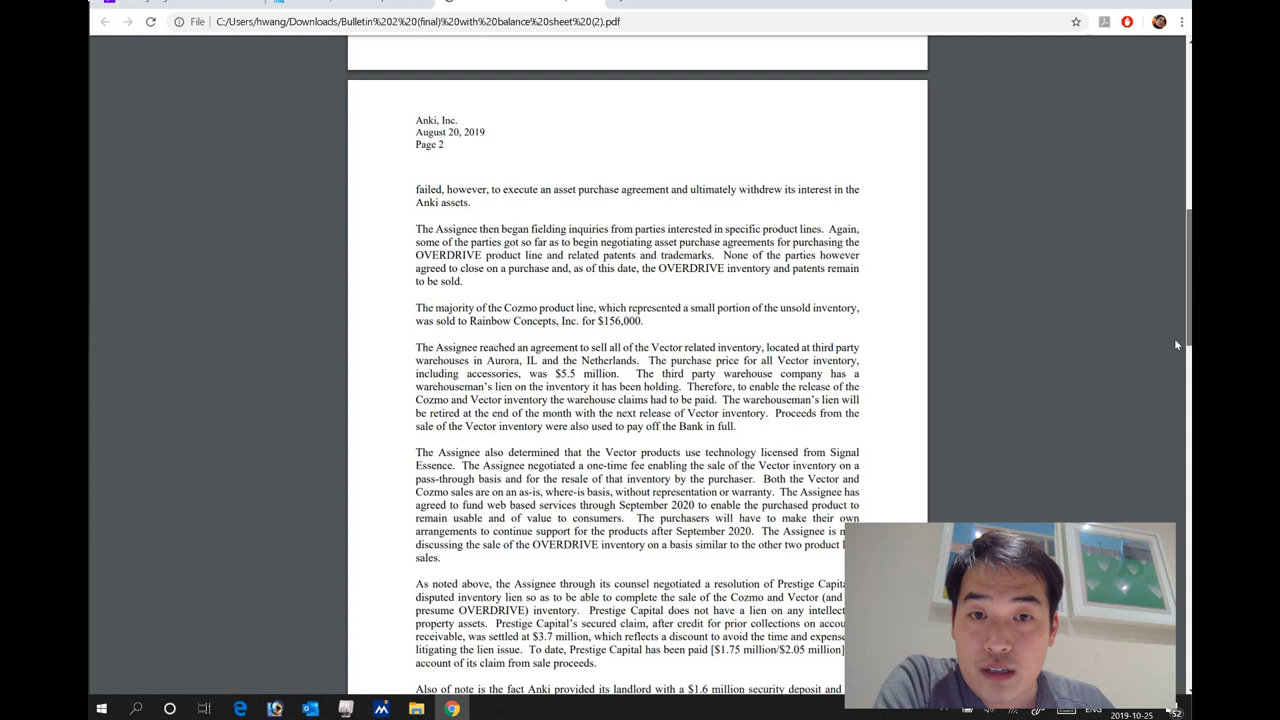 File
C:/Users/hwang/Downloads/Bulletin%202%20(final)%20with%20balance%20sheet%20(2).pdf
Anki, Inc.
August 20, 2019
Page 2
failed, however, to execute an asset purchase agreement and ultimately withdrew its interest in the
Anki assets.
The Assignee then began fielding inquiries from parties interested in specific product lines. Again,
some of the parties got so far as to begin negotiating asset purchase agreements for purchasing the
OVERDRIVE product line and related patents and trademarks. None of the parties however
agreed to close on a purchase and, as of this date, the OVERDRIVE inventory and patents remain
to be sold.
The majority of the Cozmo product line, which represented a small portion of the unsold inventory,
was sold to Rainbow Concepts, Inc. for $156,000.
The Assignee reached an agreement to sell all of the Vector related inventory, located at third party
warehouses in Aurora, IL and the Netherlands. The purchase price for all Vector inventory,
including accessories, was $5.5 million. The third party warehouse company has a
warehouseman's lien on the inventory it has been holding. Therefore, to enable the release of the
Cozmo and Vector inventory the warehouse claims had to be paid. The warehouseman's lien will
be retired at the end of the month with the next release of Vector inventory. Proceeds from the
sale of the Vector inventory were also used to pay off the Bank in full.
The Assignee also determined that the Vector products use technology licensed from Signal
Essence. The Assignee negotiated a one-time fee enabling the sale of the Vector inventory on a
pass-through basis and for the resale of that inventory by the purchaser. Both the Vector and
Cozmo sales are on an as-is, where-is basis, without representation or warranty. The Assignee has
agreed to fund web based services through September 2020 to enable the purchased product to
remain usable and of value to consumers. The purchasers will have to make their own
arrangements to continue support for the products after September 2020. The Assignee is
discussing the sale of the OVERDRIVE inventory on a basis similar to the other two product
sales.
As noted above, the Assignee through its counsel negotiated a resolution of Prestige
disputed inventory lien so as to be able to complete the sale of the Cozmo and Vector (and
presume OVERDRIVE) inventory. Prestige Capital does not have a lien on any
property assets. Prestige Capital's secured claim, after credit for prior collections on
receivable, was settled at $3.7 million, which reflects a discount to avoid the time and expense
litigating the lien issue. To date, Prestige Capital has been paid [$1.75 million/$2.05 million]
account of its claim from sale proceeds.
Also of note is the fact Anki provided its landlord with a $1.6 million security deposit and
ENG
2019-10-25
52